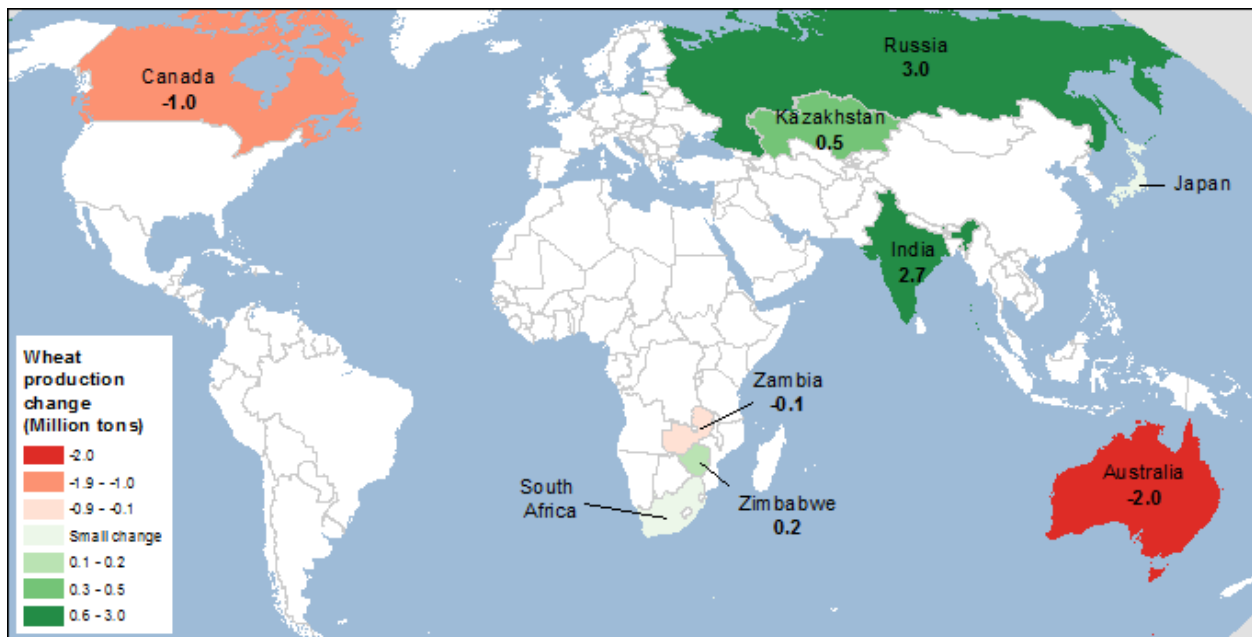 Canada
-1.0
Russia
3.0
Kazakhstan
0.5
Japan
India
2.7
Zambia
-0.1
South
Africa
Zimbabwe
0.2
Australia
-2.0
Wheat
production
change
(Million tons)
-2.0
-1.9 - -1.0
-0.9 - -0.1
Small change
0.1 - 0.2
0.3 - 0.5
0.6 - 3.0